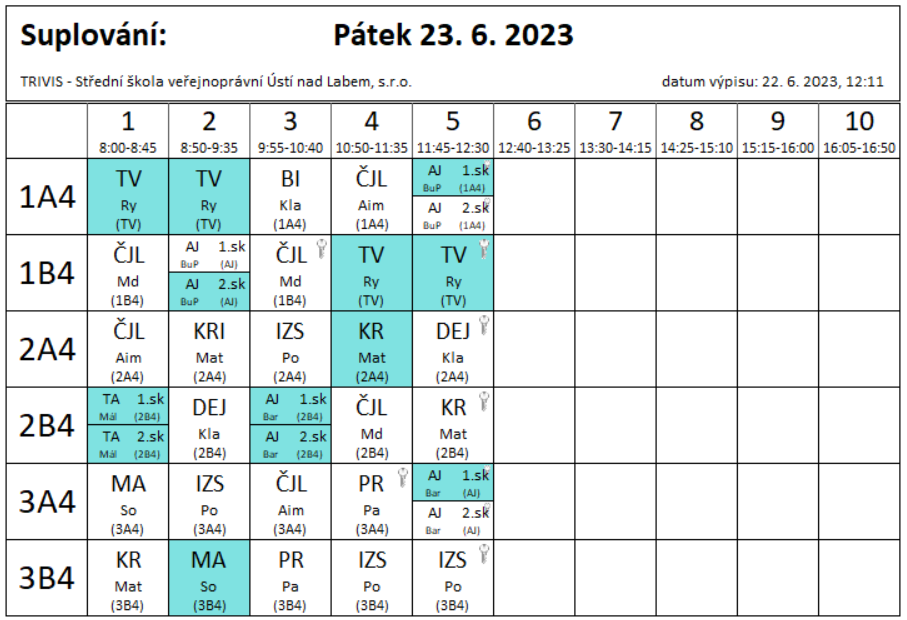 Suplování: Pátek 23. 6. 2023
TRIVIS - Střední škola veřejnoprávní Ústí nad Labem, s.r.o. datum výpisu: 22. 6. 2023, 12:11
1 2 3 4 5 6 7 8 9 10
8:00-8:45 8:50-9:35 9:55-10:40 10:50-11:35 11:45-12:30 12:40-13:25 13:30-14:15 14:25-15:10 15:15-16:00 16:05-16:50
1A4
TV Ry (TV)
TV Ry (TV)
BI Kla (1A4)
ČJL Aim (1A4)
AJ 1.sk BuP (1A4)
AJ 2.sk BuP (1A4)
1B4
ČJL Md (1B4)
AJ 1.sk BuP (AJ)
AJ 2.sk BuP (AJ)
ČJL Md (1B4)
TV Ry (TV)
TV Ry (TV)
2A4
ČJL Aim (2A4)
KRI Mat (2A4)
IZS Po (2A4)
KR Mat (2A4)
DEJ Kla (2A4)
2B4
TA 1.sk Mál (2B4)
TA 2.sk Mál (2B4)
DEJ Kla (2B4)
AJ 1.sk Bar (2B4)
AJ 2.sk Bar (2B4)
ČJL Md (2B4)
KR Mat (2B4)
3A4
MA So (3A4)
IZS Po (3A4)
ČJL Aim (3A4)
PR Pa (3A4)
AJ 1.sk Bar (AJ)
AJ 2.sk Bar (AJ)
3B4
KR Mat (3B4)
MA So (3B4)
PR Pa (3B4)
IZS Po (3B4)
IZS Po (3B4)